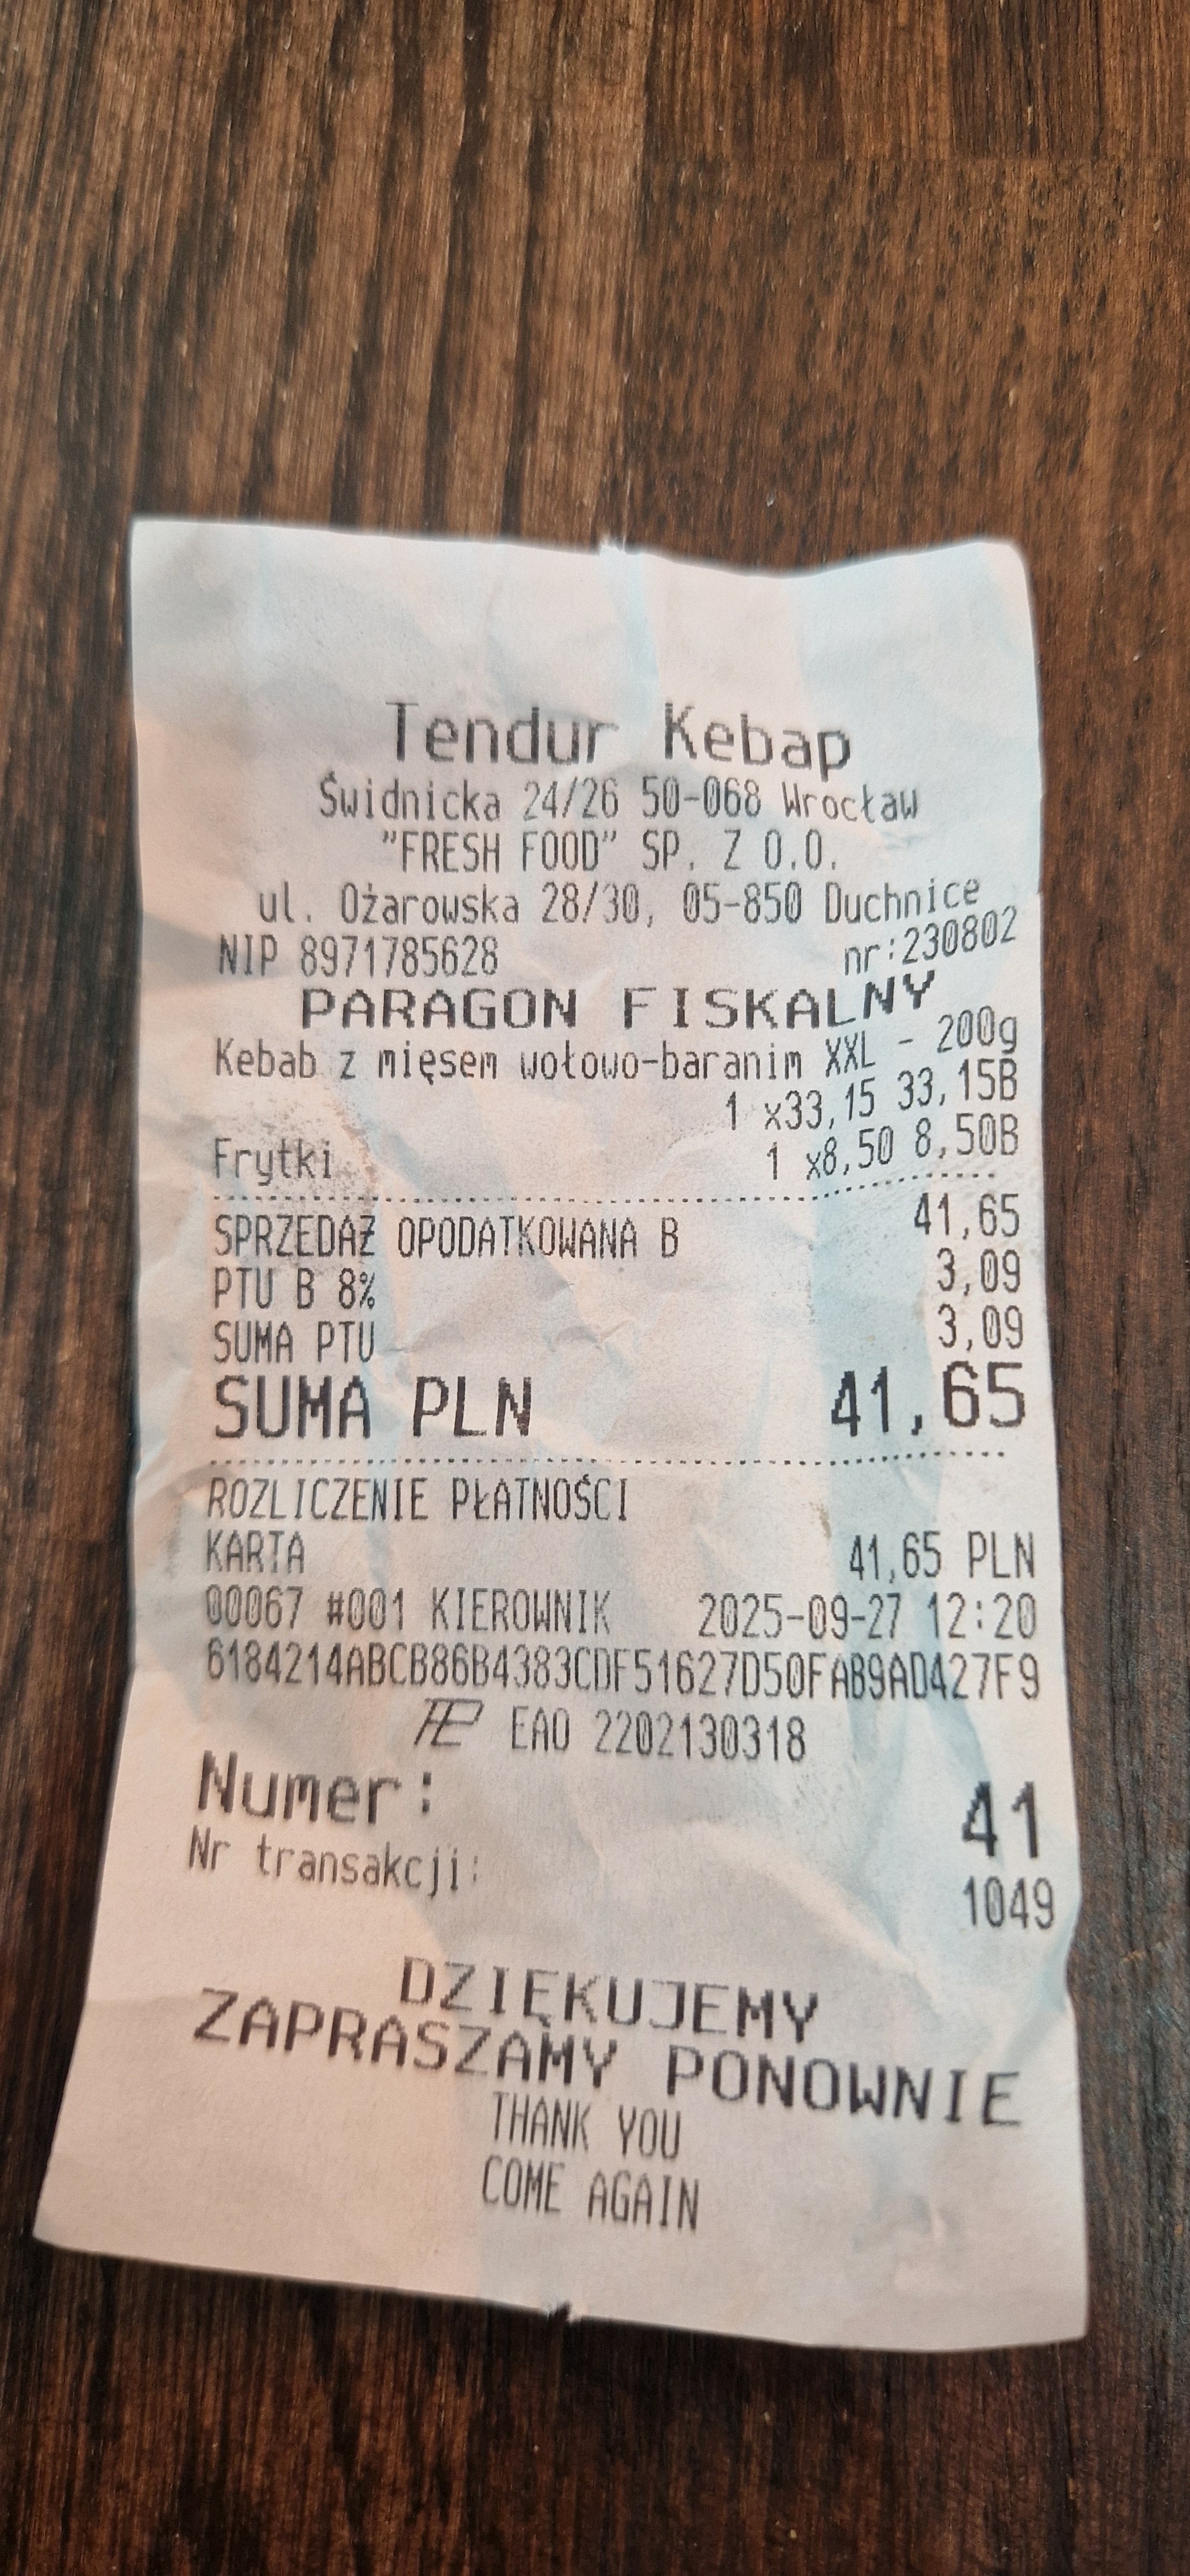 Tendur Kebap
Świdnicka 24/26 50-068 Wrocław
"FRESH FOOD" SP. Z O.O.
ul. Ożarowska 28/30, 05-850 Duchnice
NIP 8971785628 nr:230802
PARAGON FISKALNY
Kebab z mięsem wołowo-baranim XXL - 200g
1 x33,15 33,15B
Frytki 1 x8,50 8,50B
SPRZEDAŻ OPODATKOWANA B 41,65
PTU B 8% 3,09
SUMA PTU 3,09
SUMA PLN 41,65
ROZLICZENIE PŁATNOŚCI
KARTA 41,65 PLN
00067 #001 KIEROWNIK 2025-09-27 12:20
6184214ABCB86B4383CDF51627D50FAB9AD427F9
EAO 2202130318
Numer: 41
Nr transakcji: 1049
DZIĘKUJEMY
ZAPRASZAMY PONOWNIE
THANK YOU
COME AGAIN